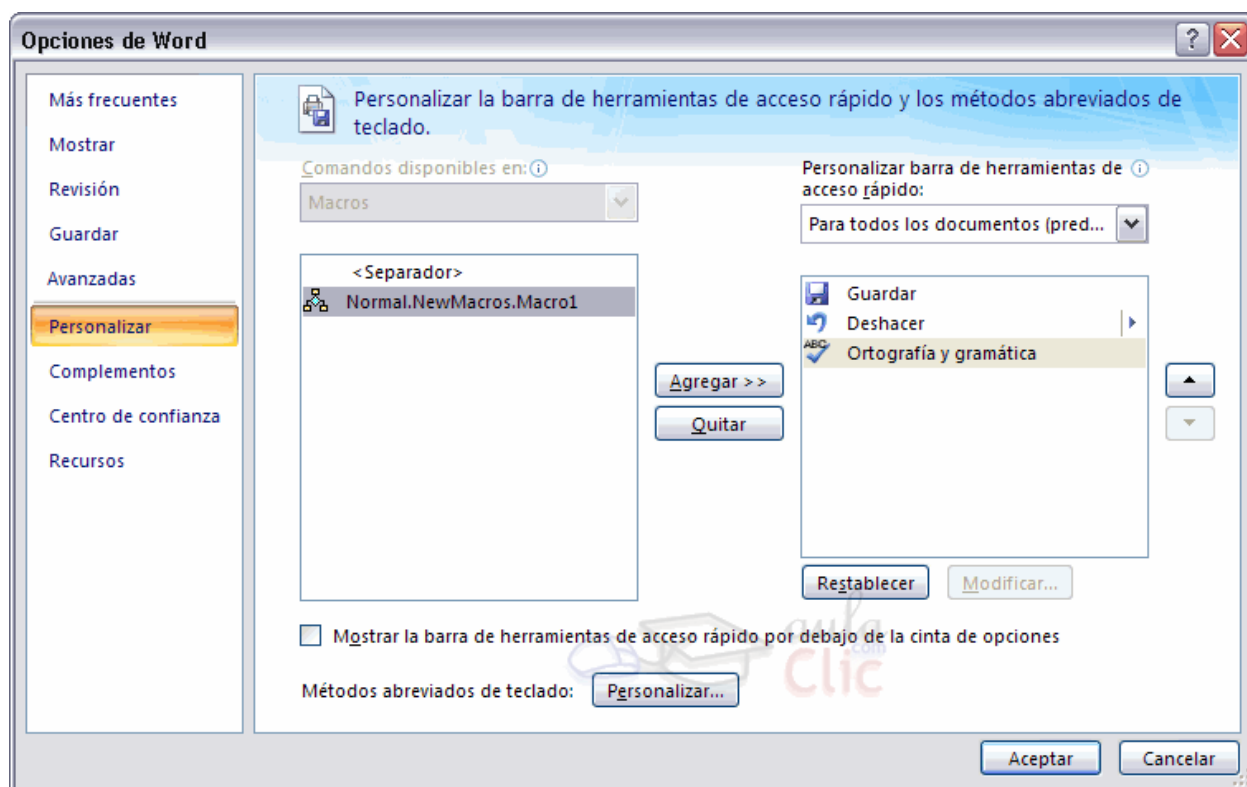 Opciones de Word
Más frecuentes
Mostrar
Revisión
Guardar
Avanzadas
Personalizar
Complementos
Centro de confianza
Recursos
Personalizar la barra de herramientas de acceso rápido y los métodos abreviados de
teclado.
Comandos disponibles en:
Macros
<Separador>
Normal.NewMacros.Macro1
Agregar >>
Quitar
Personalizar barra de herramientas de
acceso rápido:
Para todos los documentos (pred...
Guardar
Deshacer
ABC
Ortografía y gramática
Restablecer
Modificar...
Mostrar la barra de herramientas de acceso rápido por debajo de la cinta de opciones
Métodos abreviados de teclado:
Personalizar...
aula
.com
Clic
Aceptar
Cancelar